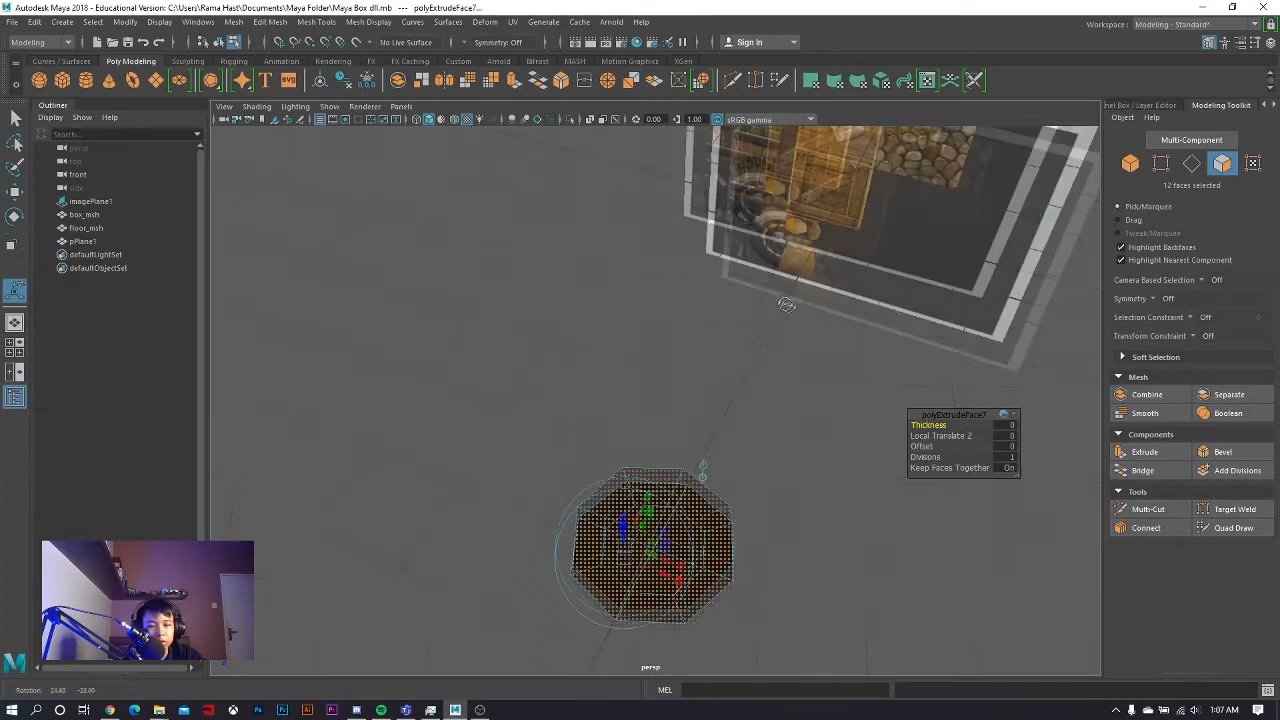 Autodesk Maya 2018 - Educational Version: C:\Users\Rama Hast\Documents\Maya Folder\Maya Box dll.mb --- polyExtrudeFace7...
File Edit Create Select Modify Display Windows Mesh Edit Mesh Mesh Tools Mesh Display Curves Surfaces Deform UV Generate Cache Arnold Help
Workspace: Modeling - Standard*
Modeling No Live Surface Symmetry: Off Sign In
Curves / Surfaces Poly Modeling Sculpting Rigging Animation Rendering FX FX Caching Custom Arnold Bifrost MASH Motion Graphics XGen
Outliner
Display Show Help
Search...
persp
top
front
side
imagePlane1
box_msh
floor_msh
pPlane1
defaultLightSet
defaultObjectSet
View Shading Lighting Show Renderer Panels
0.00 1.00 sRGB gamma
polyExtrudeFace7
Thickness 0
Local Translate Z 0
Offset 0
Divisions 1
Keep Faces Together On
persp
nel Box / Layer Editor Modeling Toolkit
Object Help
Multi-Component
12 faces selected
Pick/Marquee
Drag
Tweak/Marquee
Highlight Backfaces
Highlight Nearest Component
Camera Based Selection Off
Symmetry Off
Selection Constraint Off
Transform Constraint Off
Soft Selection
Mesh
Combine Separate
Smooth Boolean
Components
Extrude Bevel
Bridge Add Divisions
Tools
Multi-Cut Target Weld
Connect Quad Draw
Rotation:
MEL
1:07 AM